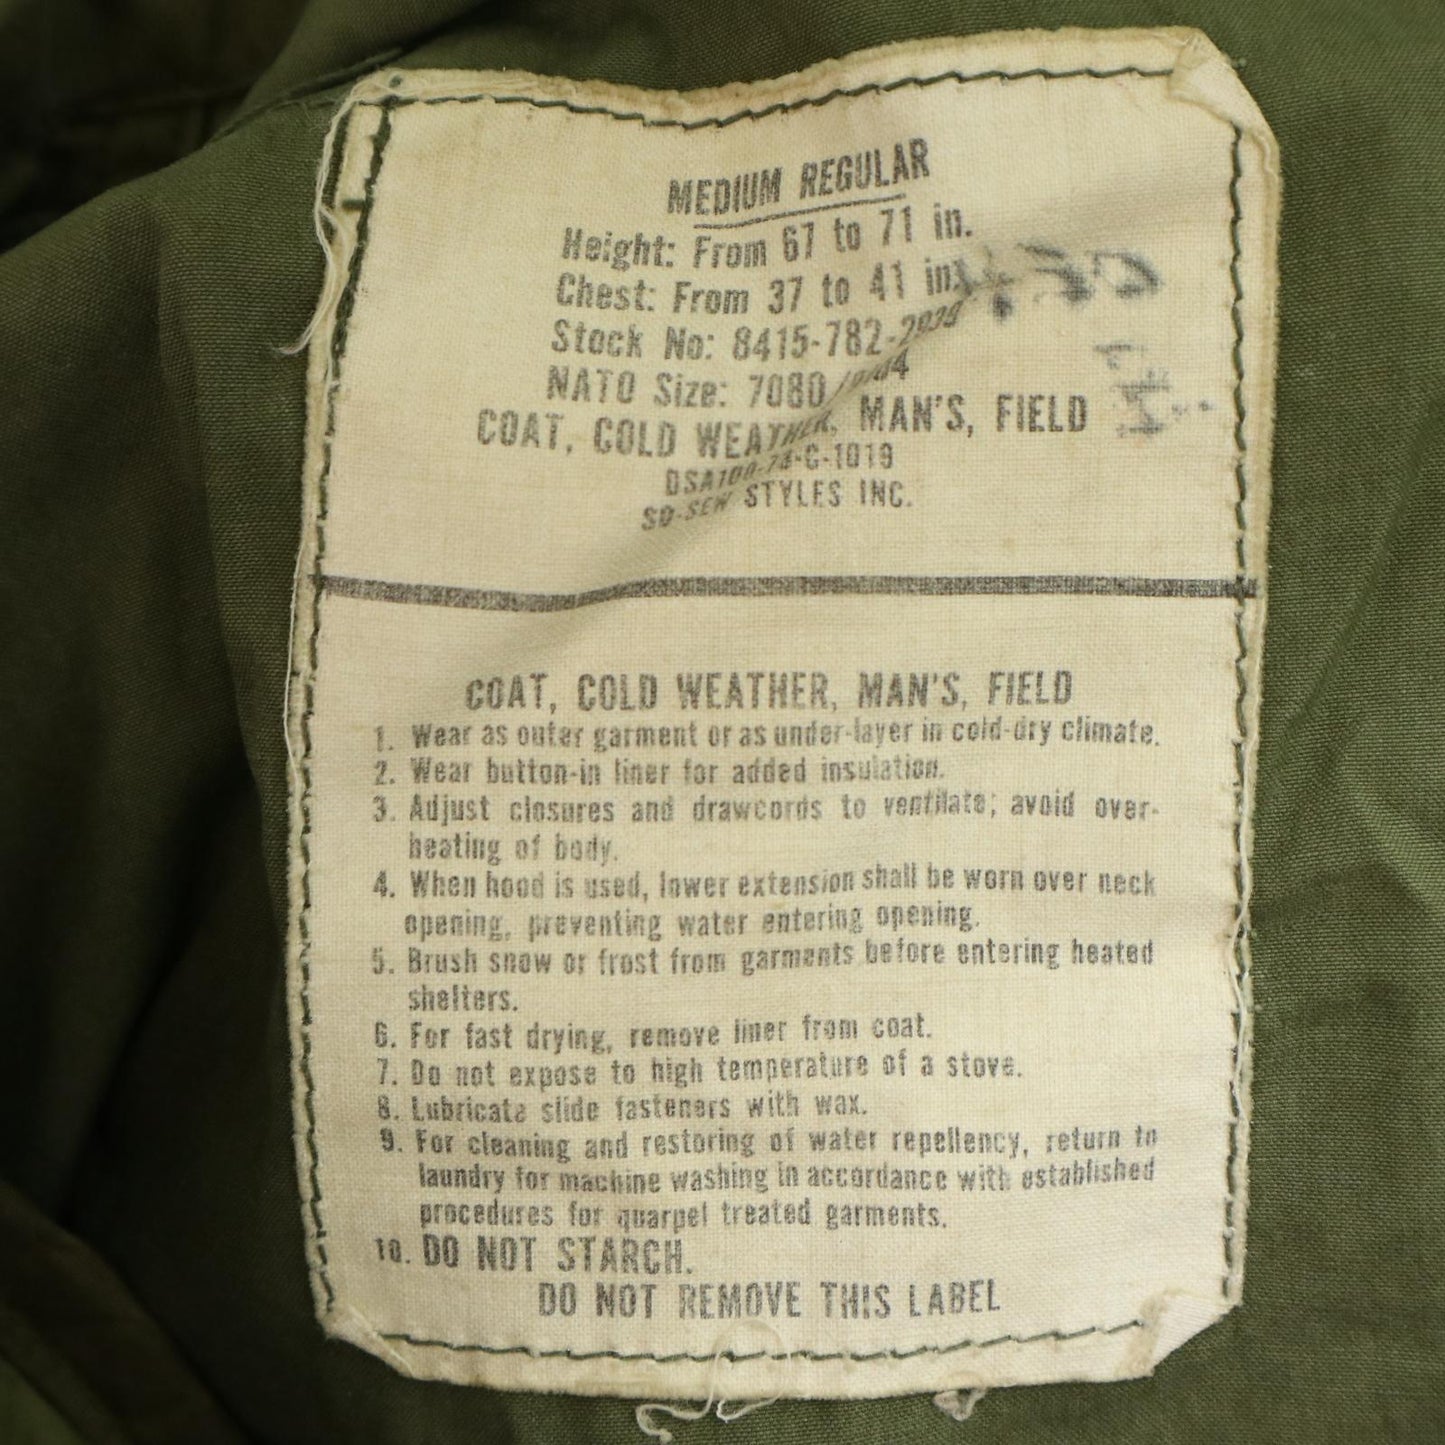 MEDIUM REGULAR
Height: From 67 to 71 in.
Chest: From 37 to 41 in.
Stock No: 8415-782-2939
NATO Size: 7080
COAT, COLD WEATHER, MAN'S, FIELD
DSA100-74-C-1019
SO-SEW STYLES INC.
COAT, COLD WEATHER, MAN'S, FIELD
1. Wear as outer garment or as under-layer in cold-dry climate.
2. Wear button-in liner for added insulation.
3. Adjust closures and drawcords to ventilate; avoid over-
heating of body.
4. When hood is used, lower extension shall be worn over neck
opening, preventing water entering opening.
5. Brush snow or frost from garments before entering heated
shelters.
6. For fast drying, remove liner from coat.
7. Do not expose to high temperature of a stove.
8. Lubricate slide fasteners with wax.
9. For cleaning and restoring of water repellency, return to
laundry for machine washing in accordance with established
procedures for quarpel treated garments.
10. DO NOT STARCH.
DO NOT REMOVE THIS LABEL